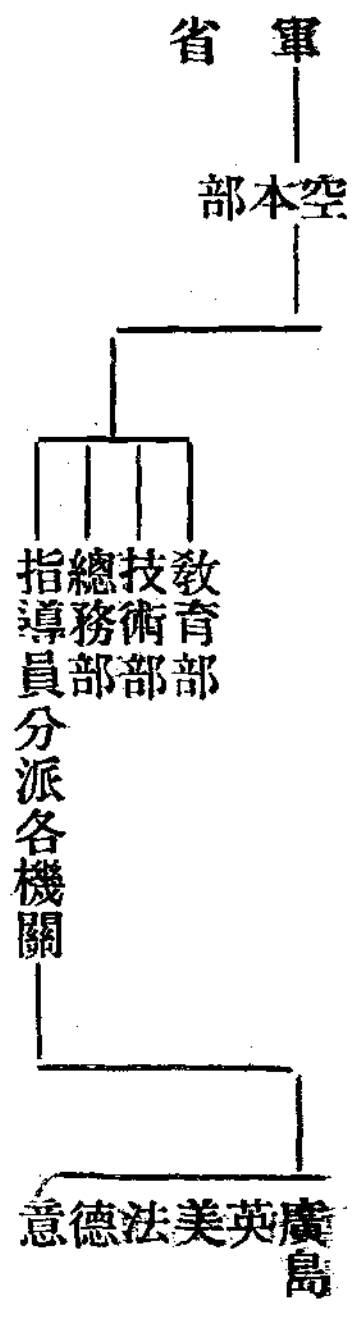 軍省
空本部
教育部
技術部
總務部
指導員分派各機關
廣島
英
美
法
德
意